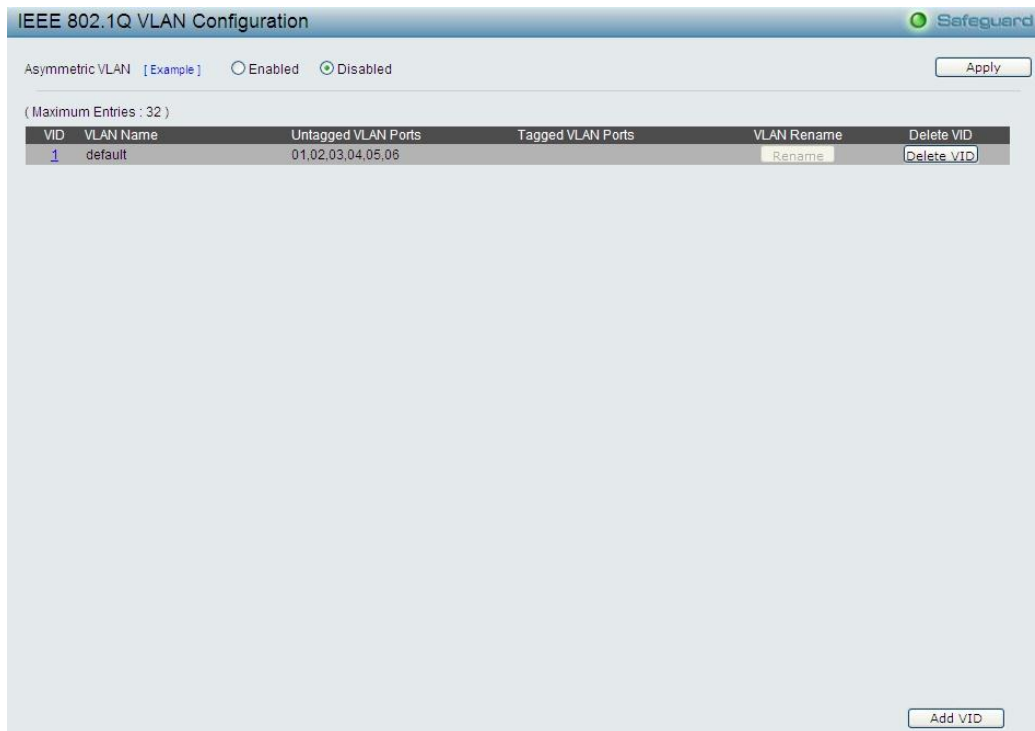 IEEE 802.1Q VLAN Configuration Safeguard
Asymmetric VLAN [ Example ] Enabled Disabled Apply
( Maximum Entries : 32 )
VID VLAN Name Untagged VLAN Ports Tagged VLAN Ports VLAN Rename Delete VID
1 default 01,02,03,04,05,06 Rename Delete VID
Add VID